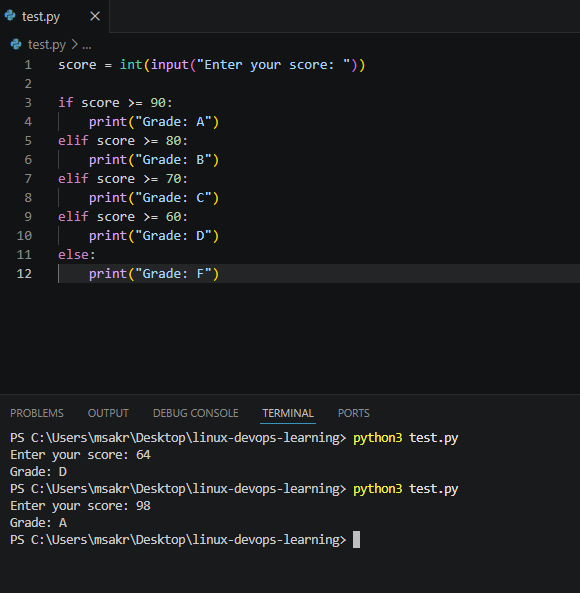 test.py
test.py > ...
1 score = int(input("Enter your score: "))
2
3 if score >= 90:
4     print("Grade: A")
5 elif score >= 80:
6     print("Grade: B")
7 elif score >= 70:
8     print("Grade: C")
9 elif score >= 60:
10     print("Grade: D")
11 else:
12     print("Grade: F")
PROBLEMS OUTPUT DEBUG CONSOLE TERMINAL PORTS
PS C:\Users\msakr\Desktop\linux-devops-learning> python3 test.py
Enter your score: 64
Grade: D
PS C:\Users\msakr\Desktop\linux-devops-learning> python3 test.py
Enter your score: 98
Grade: A
PS C:\Users\msakr\Desktop\linux-devops-learning>